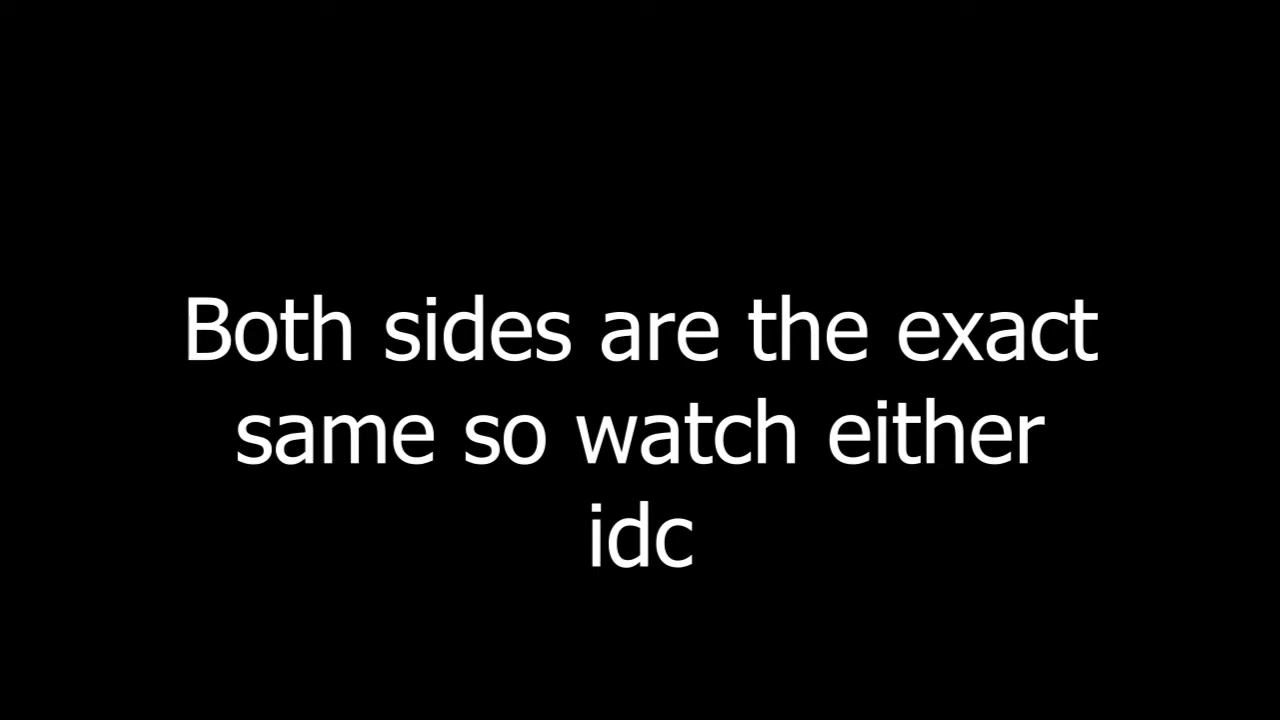 Both sides are the exact
same so watch either
idc